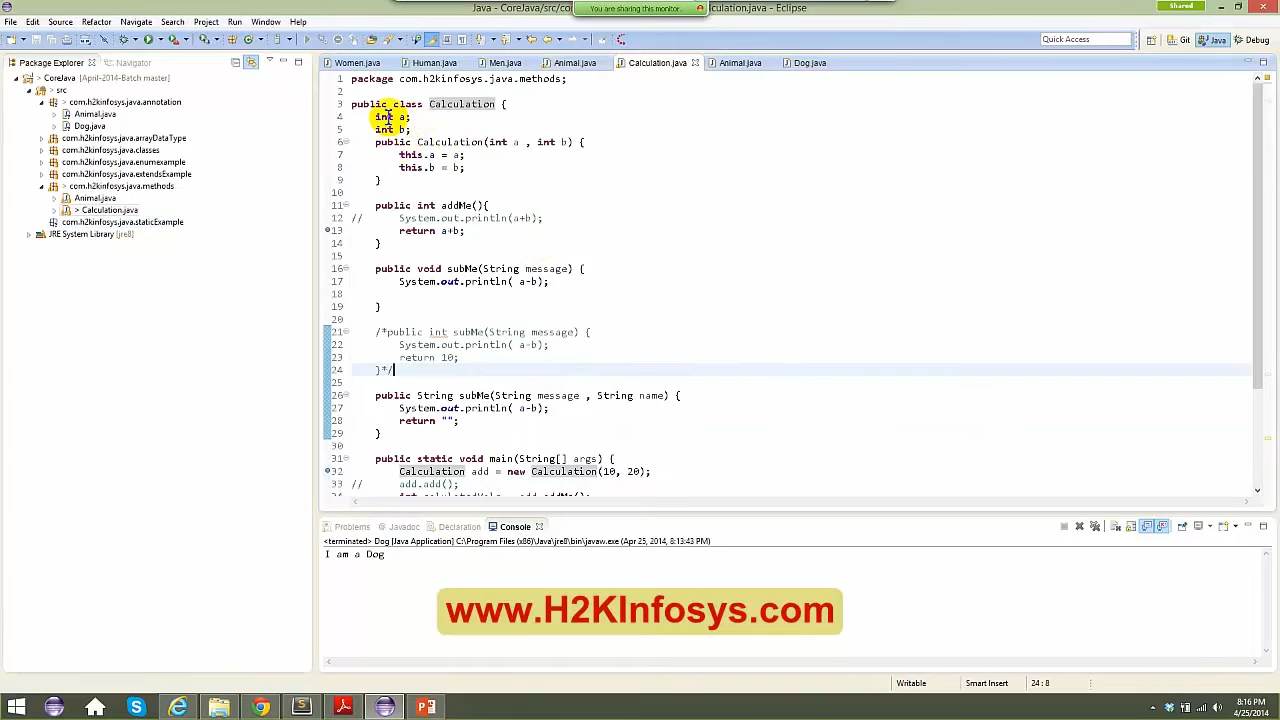 Java - CoreJava/src/co
You are sharing this monitor.
alculation.java - Eclipse
Shared
File Edit Source Refactor Navigate Search Project Run Window Help
Quick Access
Git Java Debug
Package Explorer Navigator
Women.java Human.java Men.java Animal.java Calculation.java Animal.java Dog.java
CoreJava [April-2014-Batch master]
src
> com.h2kinfosys.java.annotation
Animal.java
Dog.java
com.h2kinfosys.java.arrayDataType
com.h2kinfosys.java.classes
com.h2kinfosys.java.enumexample
com.h2kinfosys.java.extendsExample
> com.h2kinfosys.java.methods
Animal.java
> Calculation.java
com.h2kinfosys.java.staticExample
JRE System Library [jre8]
1 package com.h2kinfosys.java.methods;
2
3 public class Calculation {
4 int a;
5 int b;
6 public Calculation(int a , int b) {
7 this.a = a;
8 this.b = b;
9 }
10
11 public int addMe(){
12 // System.out.println(a+b);
13 return a+b;
14 }
15
16 public void subMe(String message) {
17 System.out.println( a-b);
18
19 }
20
21 /*public int subMe(String message) {
22 System.out.println( a-b);
23 return 10;
24 }*/
25
26 public String subMe(String message , String name) {
27 System.out.println( a-b);
28 return "";
29 }
30
31 public static void main(String[] args) {
32 Calculation add = new Calculation(10, 20);
33 // add.add();
Problems Javadoc Declaration Console
<terminated> Dog [Java Application] C:\Program Files (x86)\Java\jre8\bin\javaw.exe (Apr 25, 2014, 8:13:43 PM)
I am a Dog
www.H2KInfosys.com
Writable Smart Insert 24 : 8
8:16 PM
4/25/2014